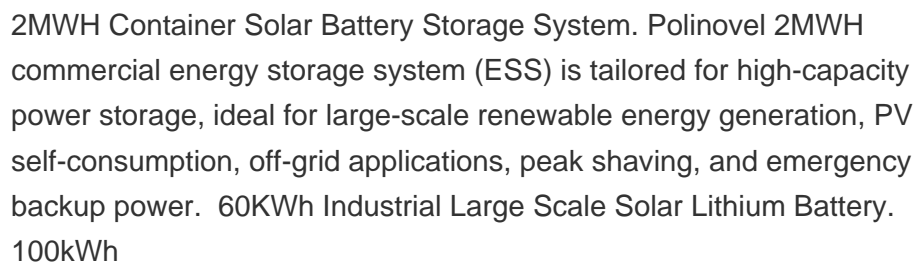 2MWH Container Solar Battery Storage System. Polinovel 2MWH
commercial energy storage system (ESS) is tailored for high-capacity
power storage, ideal for large-scale renewable energy generation, PV
self-consumption, off-grid applications, peak shaving, and emergency
backup power.  60KWh Industrial Large Scale Solar Lithium Battery.
100kWh